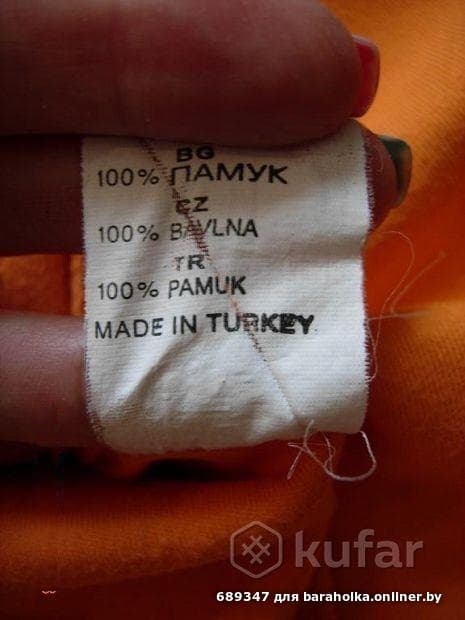 BG
100% ПАМУК
CZ
100% BAVLNA
TR
100% PAMUK
MADE IN TURKEY
kufar
689347 для baraholka.onliner.by